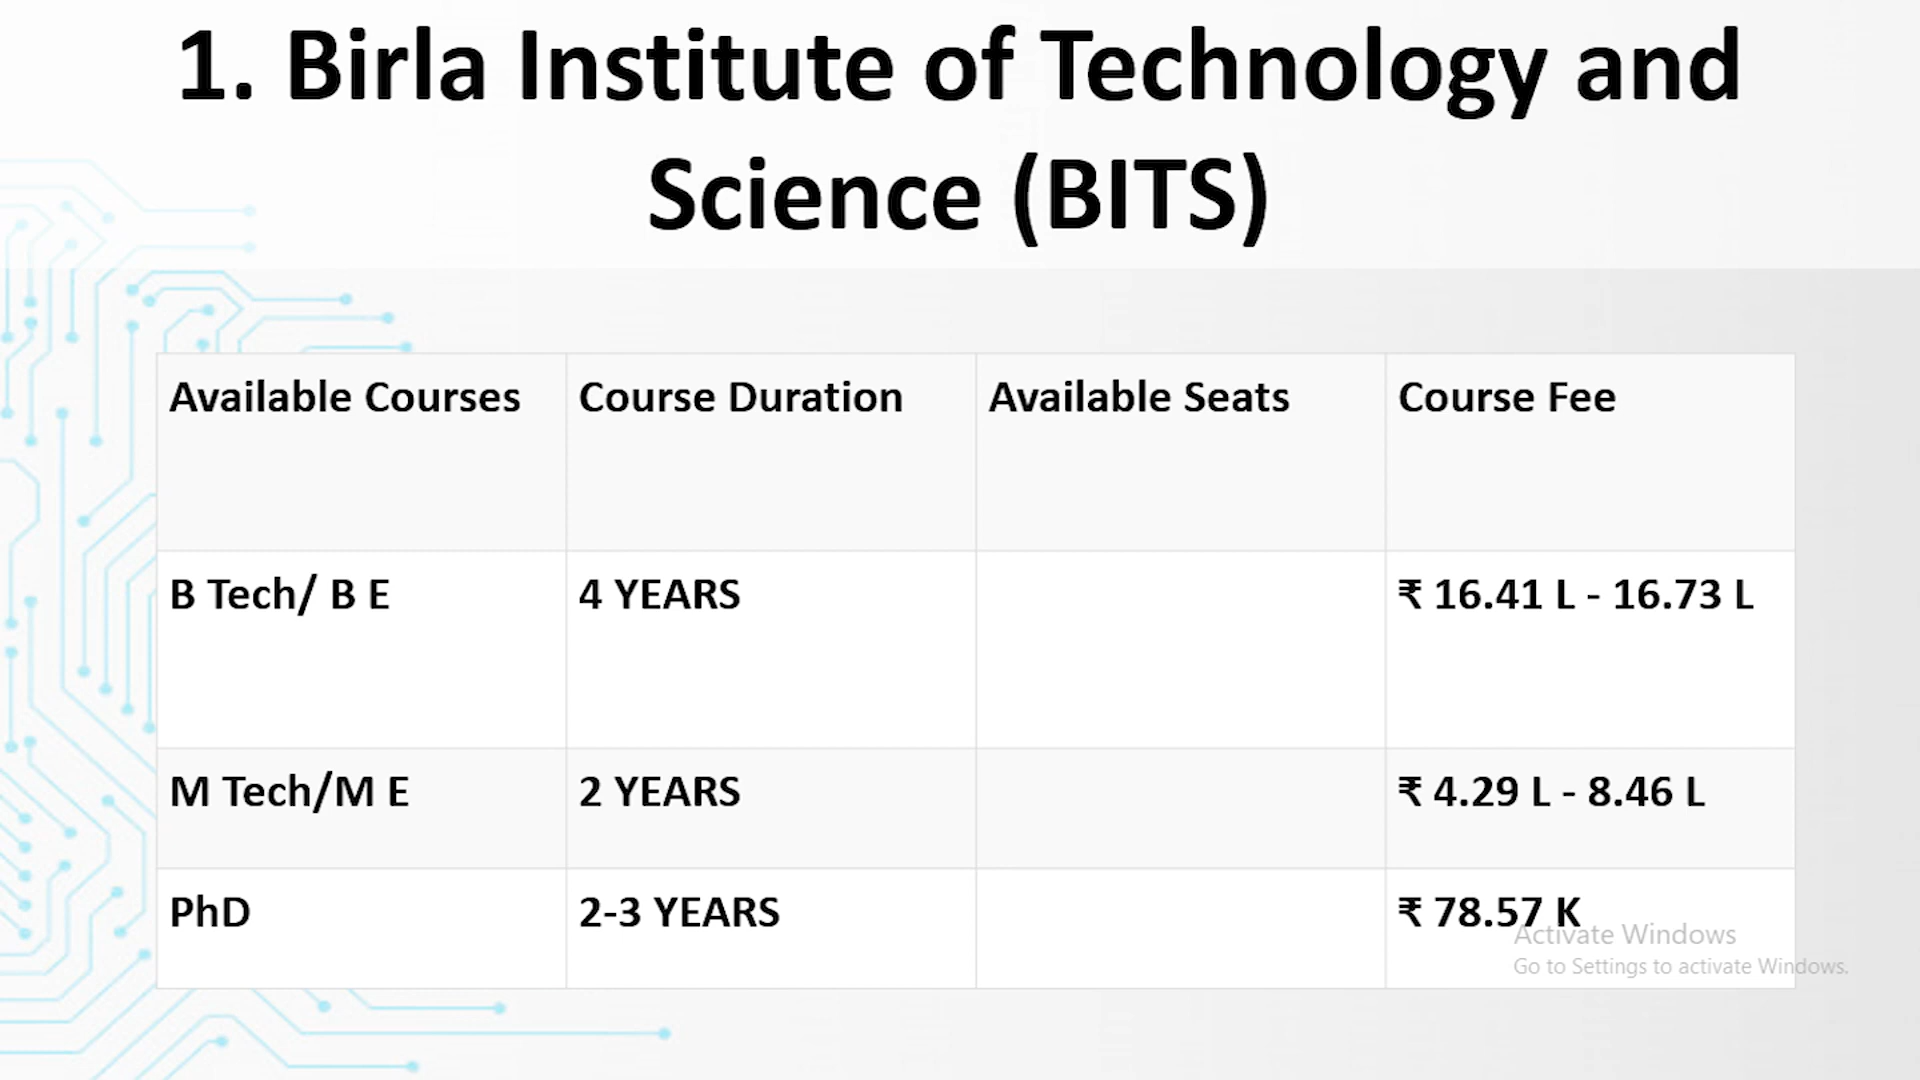 1. Birla Institute of Technology and
Science (BITS)
Available Courses Course Duration Available Seats Course Fee
B Tech/ B E 4 YEARS ₹ 16.41 L - 16.73 L
M Tech/M E 2 YEARS ₹ 4.29 L - 8.46 L
PhD 2-3 YEARS ₹ 78.57 K
Activate Windows
Go to Settings to activate Windows.